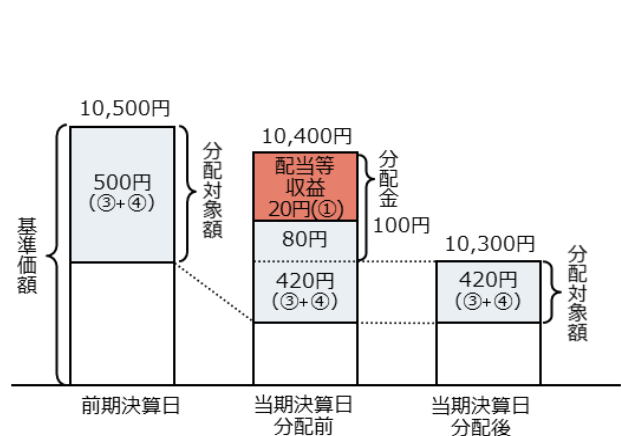 10,500円
500円
(③+④)
分配対象額
基準価額
10,400円
配当等
収益
20円(①)
80円
420円
(③+④)
分配金
100円
10,300円
420円
(③+④)
分配対象額
前期決算日
当期決算日
分配前
当期決算日
分配後